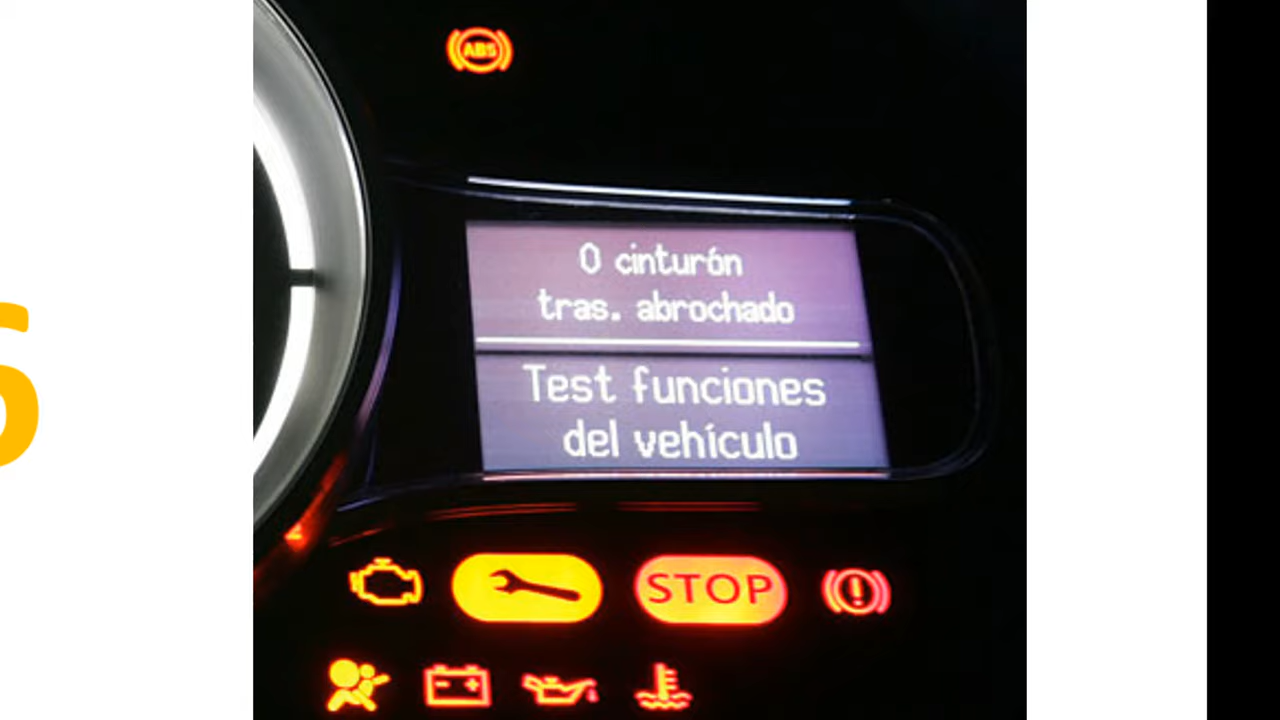 ABS
0 cinturón
tras. abrochado
Test funciones
del vehículo
STOP